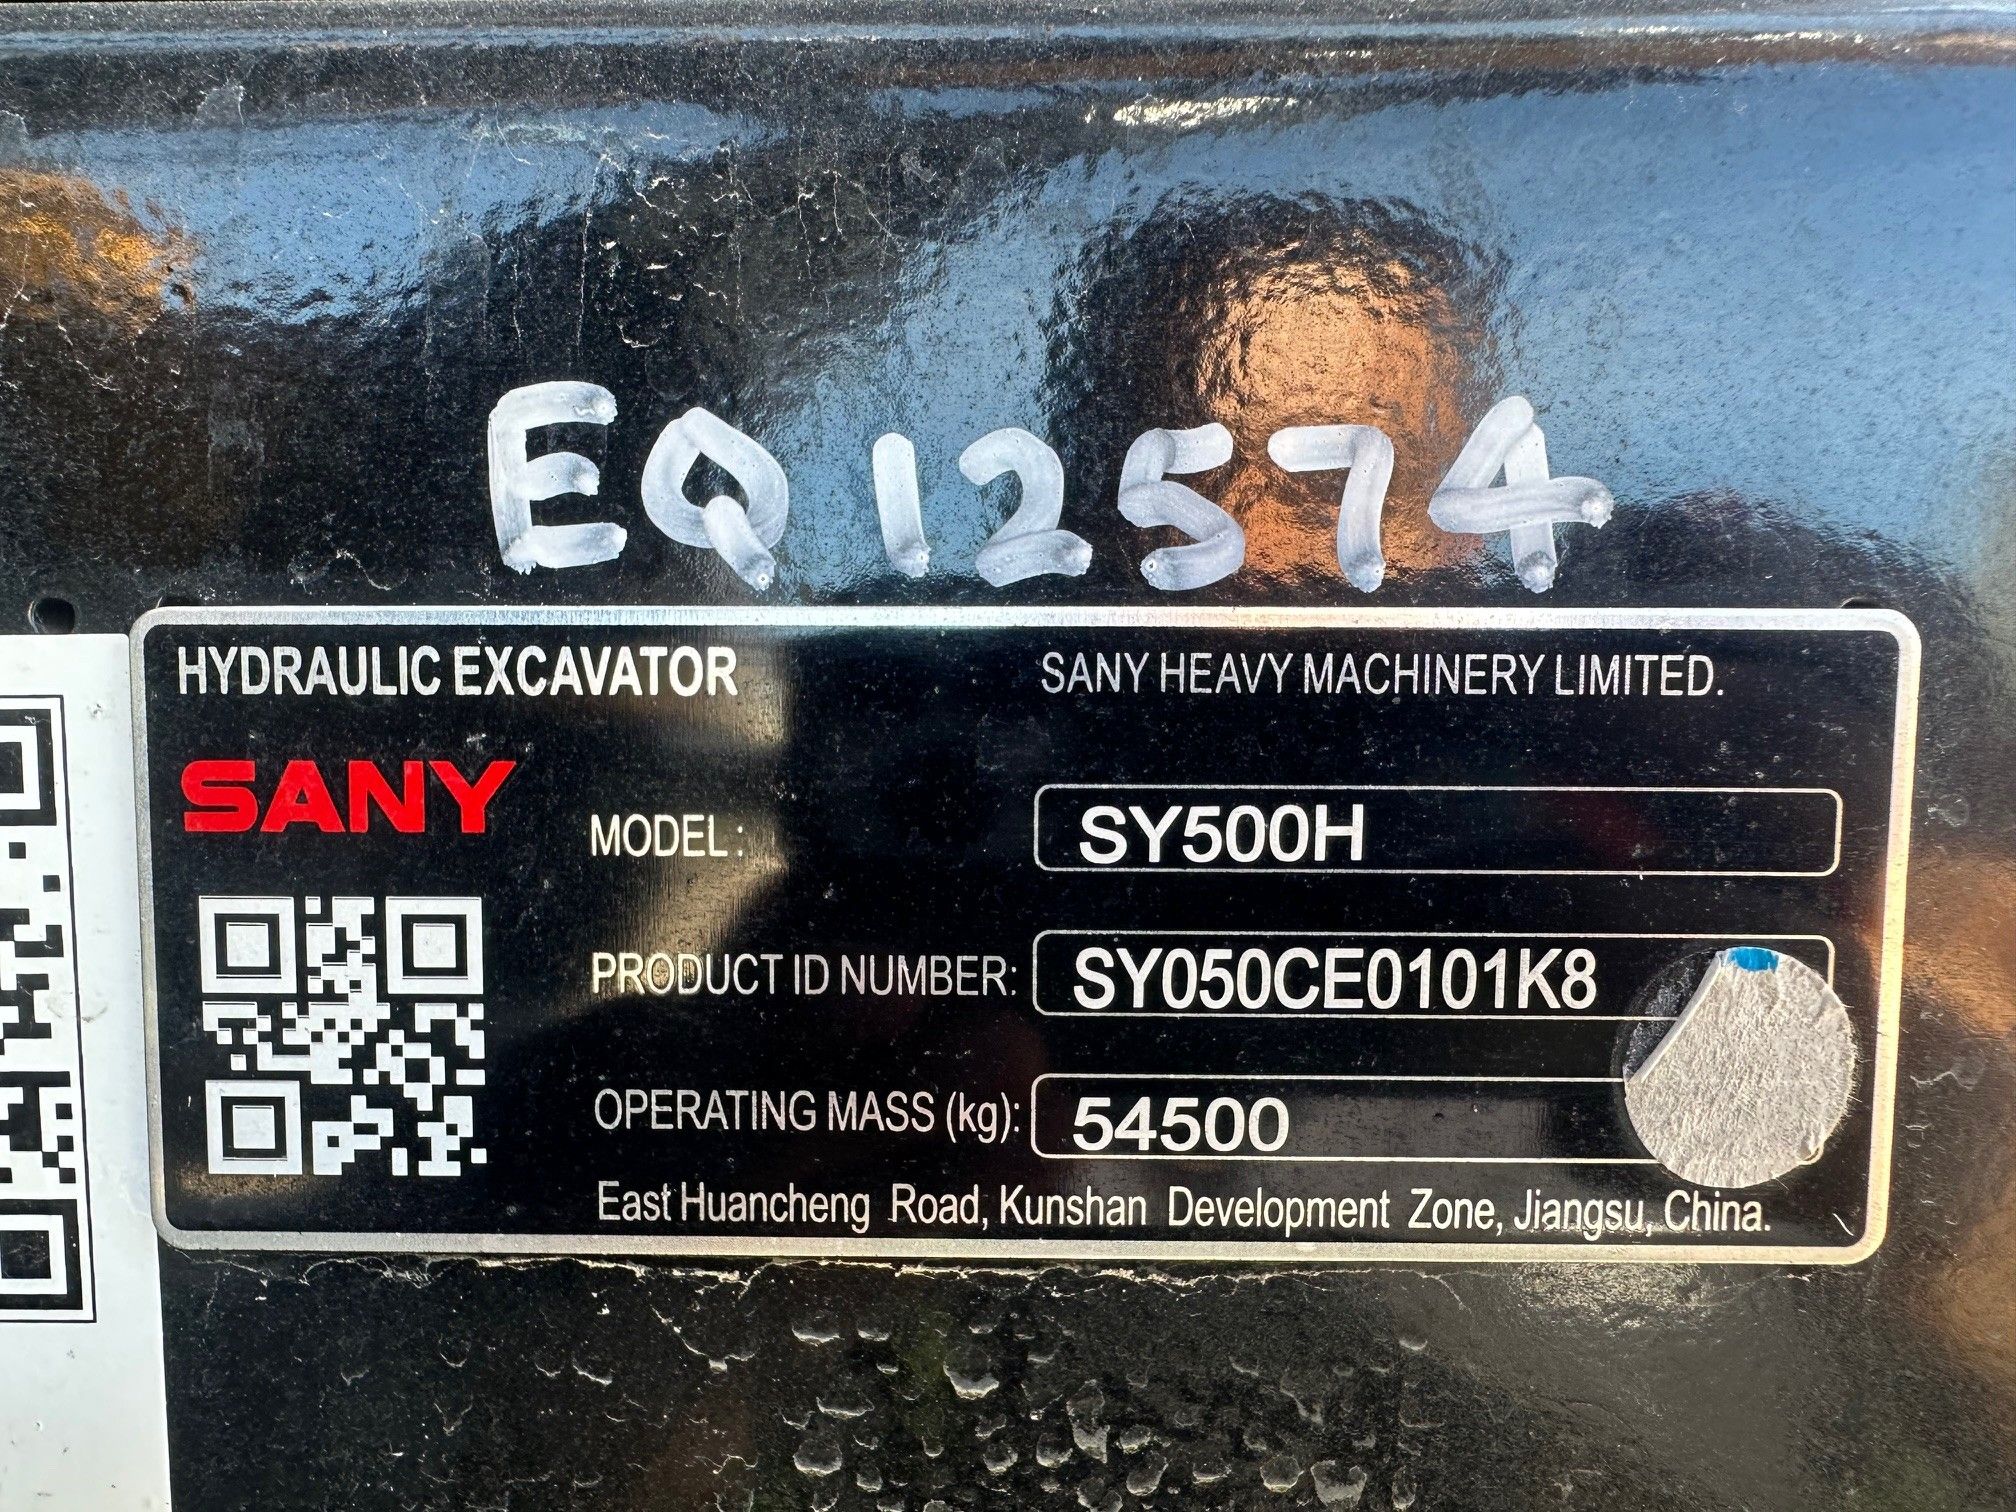 EQ12574
HYDRAULIC EXCAVATOR
SANY HEAVY MACHINERY LIMITED.
SANY
MODEL: SY500H
PRODUCT ID NUMBER: SY050CE0101K8
OPERATING MASS (kg): 54500
East Huancheng Road, Kunshan Development Zone, Jiangsu, China.